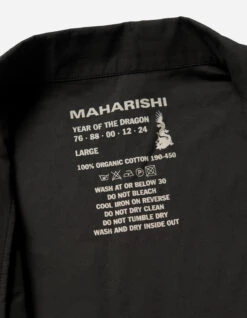 MAHARISHI
YEAR OF THE DRAGON
76 · 88 · 00 · 12 · 24
LARGE
100% ORGANIC COTTON 190-450
WASH AT OR BELOW 30
DO NOT BLEACH
COOL IRON ON REVERSE
DO NOT DRY CLEAN
DO NOT TUMBLE DRY
WASH AND DRY INSIDE OUT